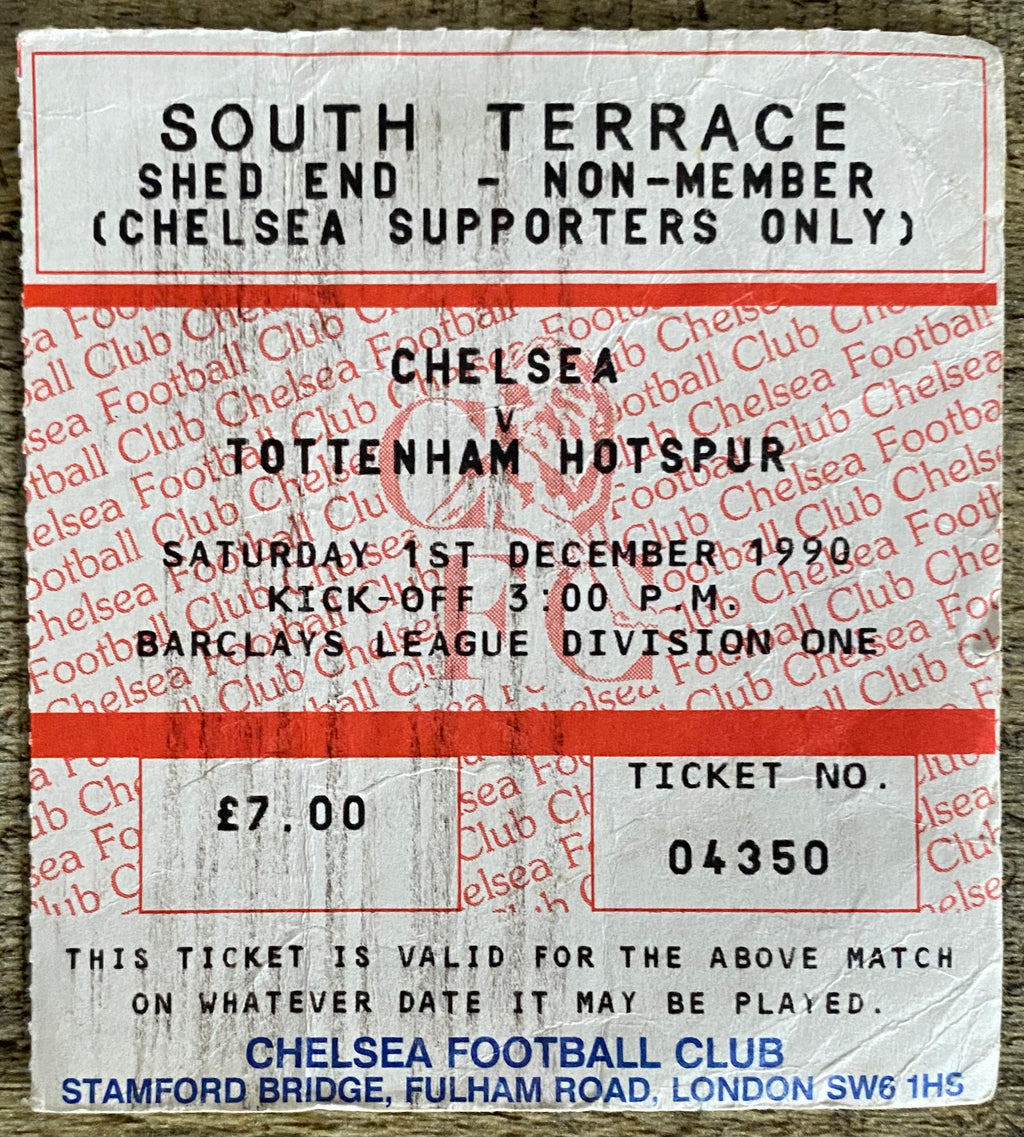 SOUTH TERRACE
SHED END - NON-MEMBER
(CHELSEA SUPPORTERS ONLY)
CHELSEA
V
TOTTENHAM HOTSPUR
SATURDAY 1ST DECEMBER 1990
KICK-OFF 3:00 P.M.
BARCLAYS LEAGUE DIVISION ONE
£7.00
TICKET NO.
04350
THIS TICKET IS VALID FOR THE ABOVE MATCH
ON WHATEVER DATE IT MAY BE PLAYED.
CHELSEA FOOTBALL CLUB
STAMFORD BRIDGE, FULHAM ROAD, LONDON SW6 1HS